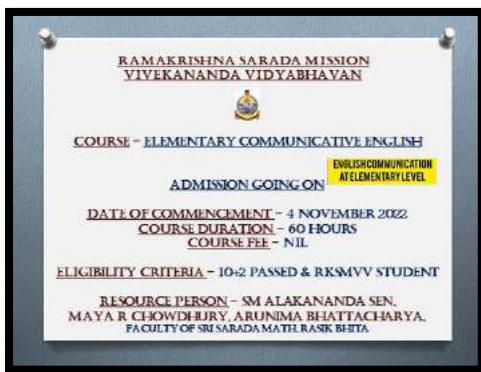 RAMAKRISHNA SARADA MISSION
VIVEKANANDA VIDYABHAVAN
COURSE – ELEMENTARY COMMUNICATIVE ENGLISH
ENGLISH COMMUNICATION
AT ELEMENTARY LEVEL
ADMISSION GOING ON
DATE OF COMMENCEMENT – 4 NOVEMBER 2022
COURSE DURATION – 60 HOURS
COURSE FEE – NIL
ELIGIBILITY CRITERIA – 10+2 PASSED & RKSMVV STUDENT
RESOURCE PERSON – SM ALAKANANDA SEN,
MAYA R CHOWDHURY, ARUNIMA BHATTACHARYA,
FACULTY OF SRI SARADA MATH, RASIK BHITA